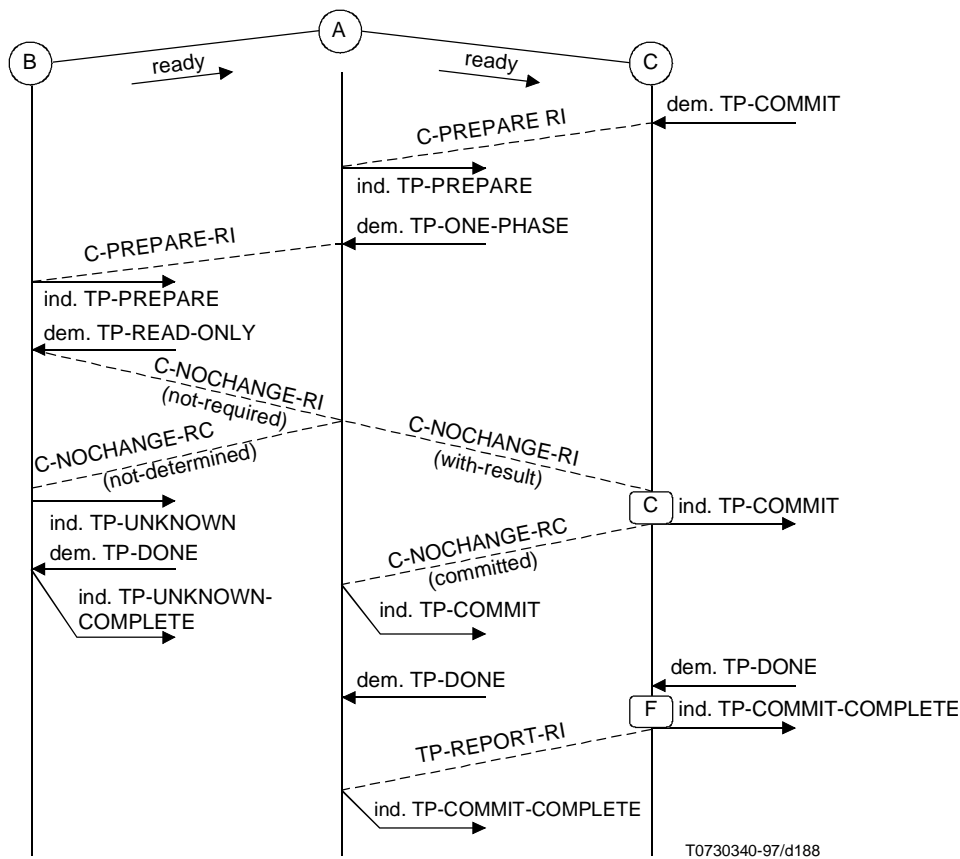 A
B
ready
ready
C
dem. TP-COMMIT
C-PREPARE RI
ind. TP-PREPARE
dem. TP-ONE-PHASE
C-PREPARE-RI
ind. TP-PREPARE
dem. TP-READ-ONLY
C-NOCHANGE-RI
(not-required)
C-NOCHANGE-RI
(with-result)
C-NOCHANGE-RC
(not-determined)
C
ind. TP-COMMIT
ind. TP-UNKNOWN
C-NOCHANGE-RC
(committed)
dem. TP-DONE
ind. TP-UNKNOWN-
COMPLETE
ind. TP-COMMIT
dem. TP-DONE
dem. TP-DONE
F
ind. TP-COMMIT-COMPLETE
TP-REPORT-RI
ind. TP-COMMIT-COMPLETE
T0730340-97/d188